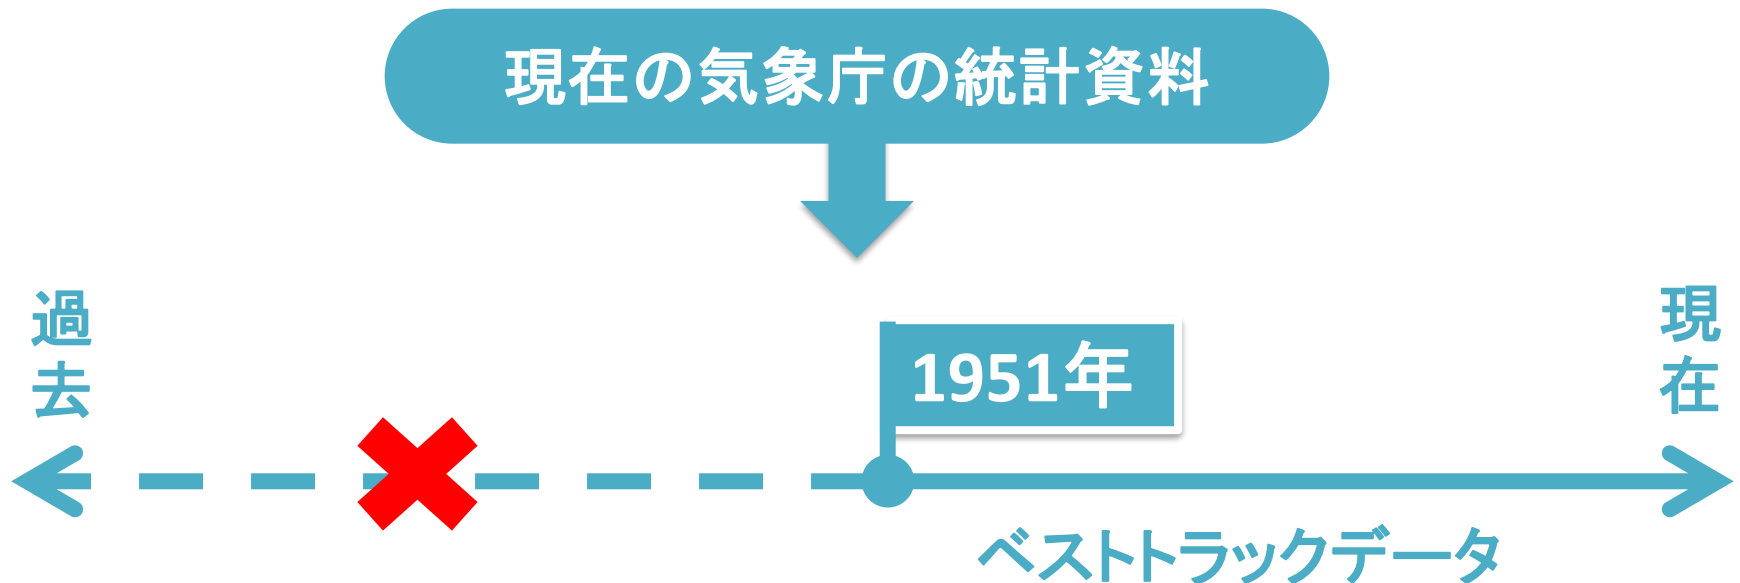 現在の気象庁の統計資料
過去
現在
1951年
ベストトラックデータ